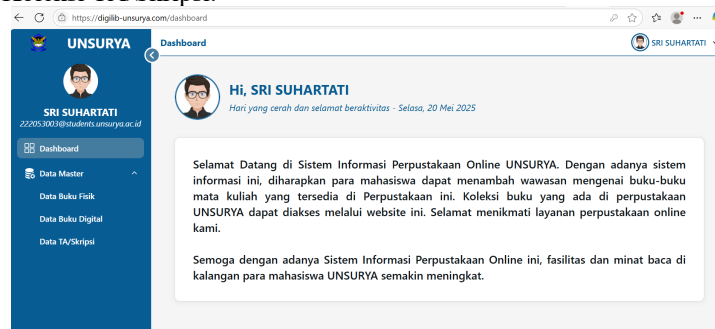 https://digilib-unsurya.com/dashboard
UNSURYA
Dashboard
SRI SUHARTATI
Hi, SRI SUHARTATI
Hari yang cerah dan selamat beraktivitas - Selasa, 20 Mei 2025
SRI SUHARTATI
222053003@students.unsurya.ac.id
Dashboard
Data Master
Data Buku Fisik
Data Buku Digital
Data TA/Skripsi
Selamat Datang di Sistem Informasi Perpustakaan Online UNSURYA. Dengan adanya sistem
informasi ini, diharapkan para mahasiswa dapat menambah wawasan mengenai buku-buku
mata kuliah yang tersedia di Perpustakaan ini. Koleksi buku yang ada di perpustakaan
UNSURYA dapat diakses melalui website ini. Selamat menikmati layanan perpustakaan online
kami.
Semoga dengan adanya Sistem Informasi Perpustakaan Online ini, fasilitas dan minat baca di
kalangan para mahasiswa UNSURYA semakin meningkat.